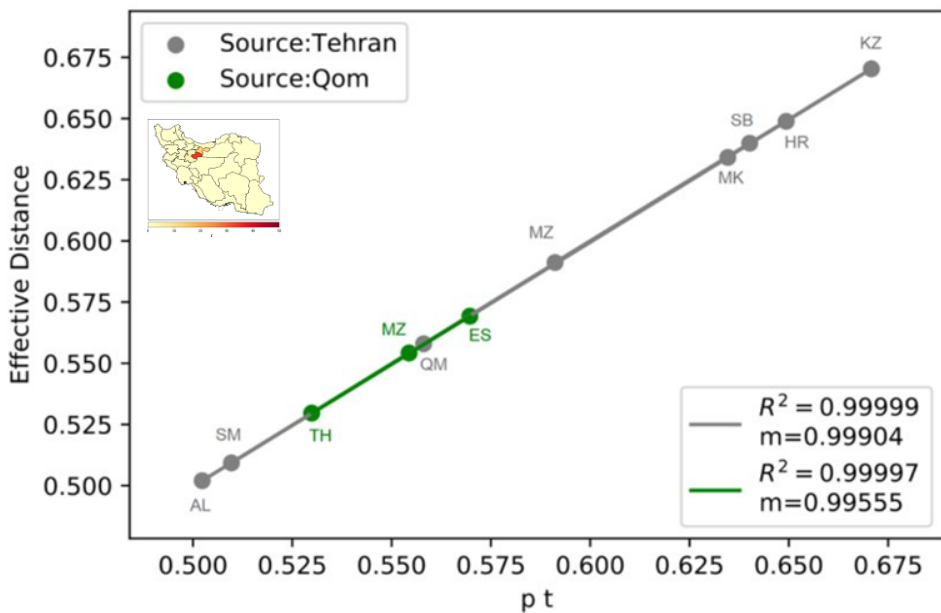 Source:Tehran
Source:Qom
KZ
SB
HR
MK
MZ
MZ
ES
QM
SM
TH
AL
R² = 0.99999
m=0.99904
R² = 0.99997
m=0.99555
0.675
0.650
0.625
0.600
0.575
0.550
0.525
0.500
Effective Distance
0.500 0.525 0.550 0.575 0.600 0.625 0.650 0.675
p t